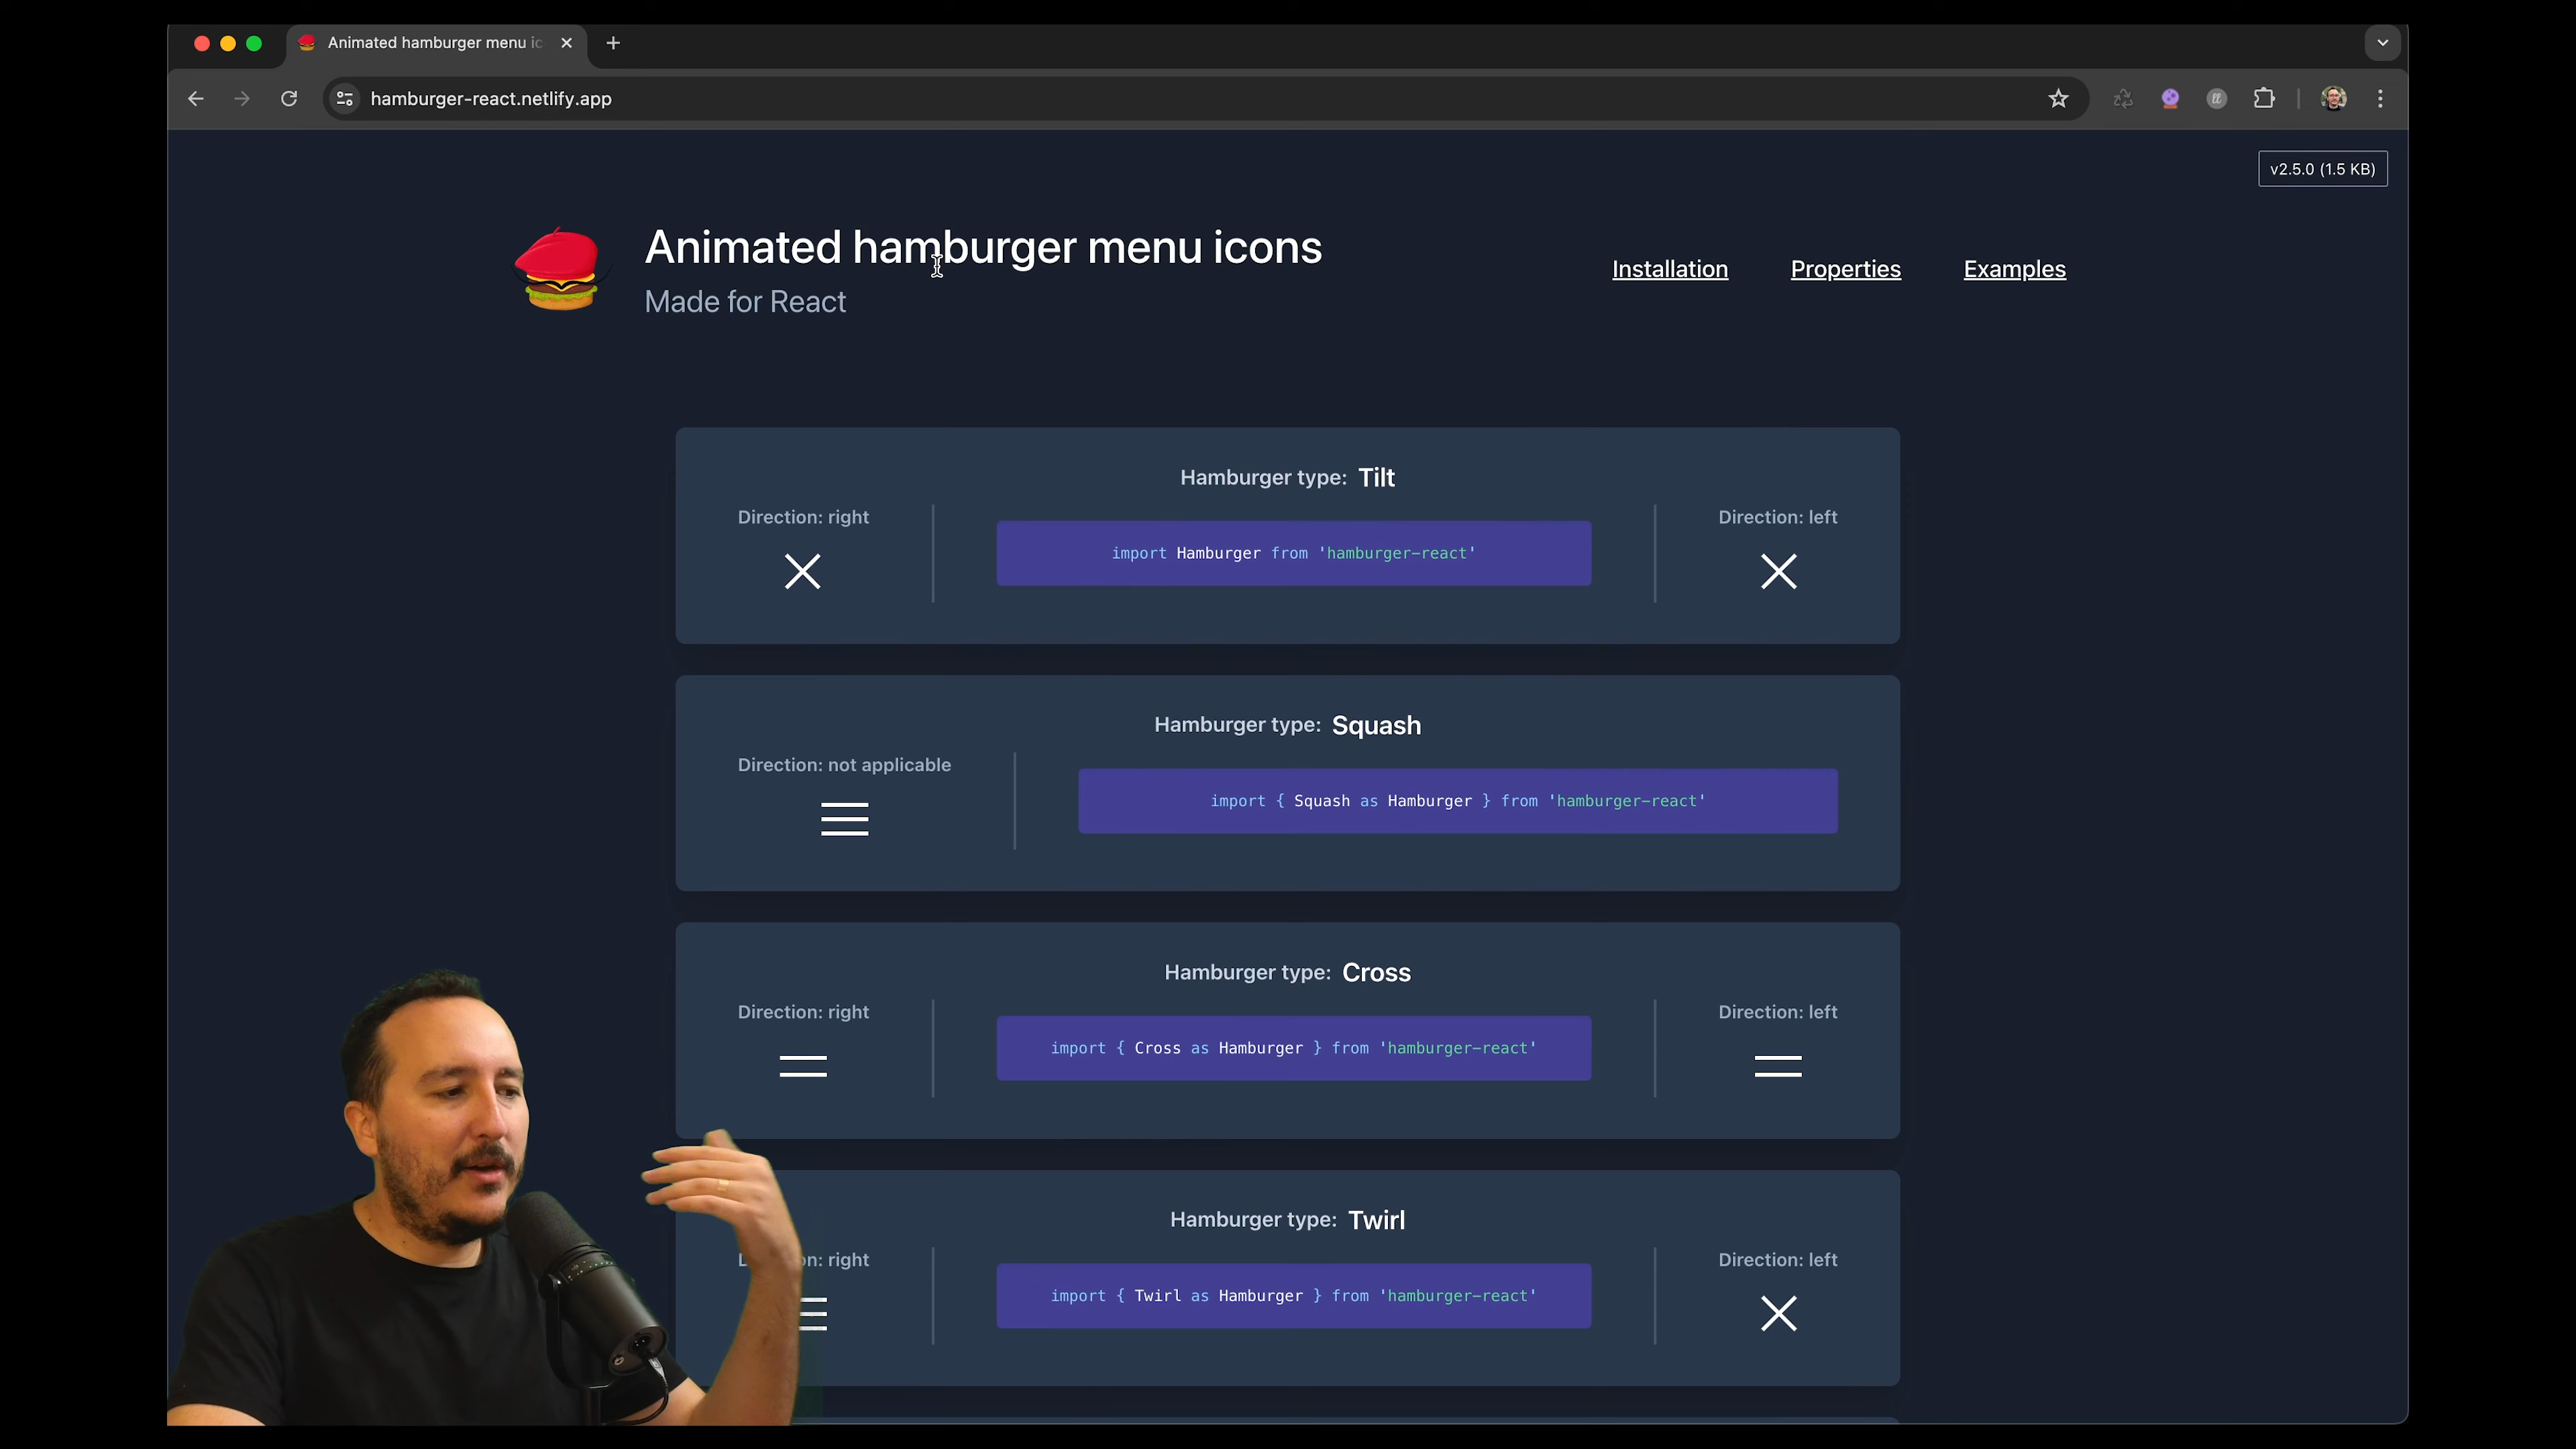 Animated hamburger menu ic
hamburger-react.netlify.app
v2.5.0 (1.5 KB)
Animated hamburger menu icons
Made for React
Installation
Properties
Examples
Hamburger type: Tilt
Direction: right
import Hamburger from 'hamburger-react'
Direction: left
Hamburger type: Squash
Direction: not applicable
import { Squash as Hamburger } from 'hamburger-react'
Hamburger type: Cross
Direction: right
import { Cross as Hamburger } from 'hamburger-react'
Direction: left
Hamburger type: Twirl
right
import { Twirl as Hamburger } from 'hamburger-react'
Direction: left